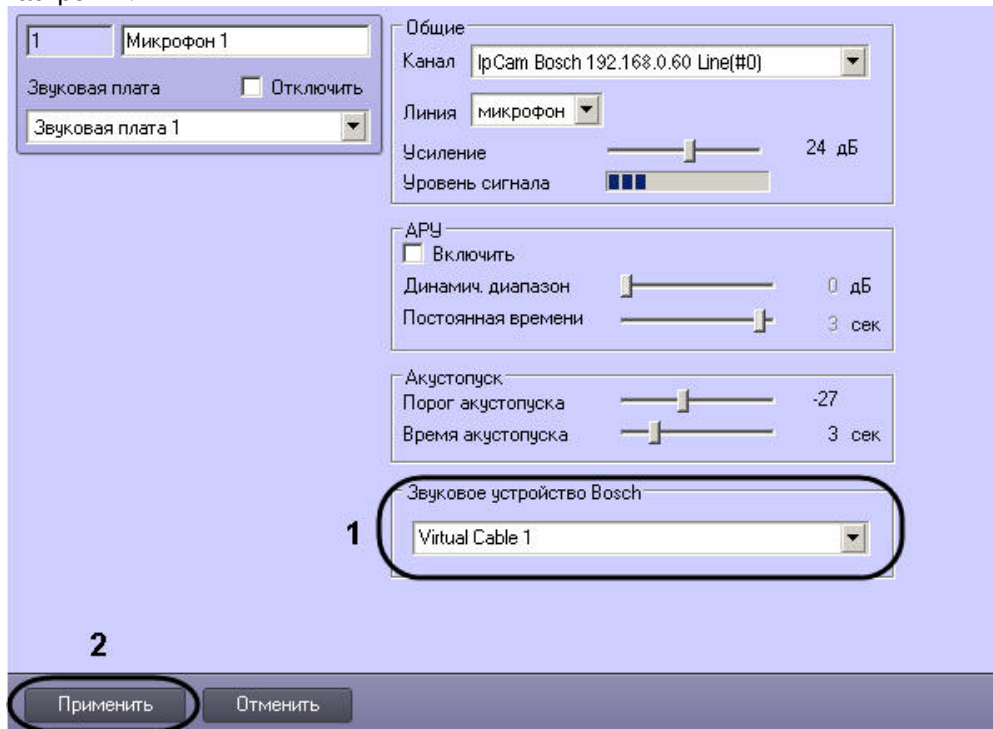 1 Микрофон 1
Звуковая плата Отключить
Звуковая плата 1
Общие
Канал IpCam Bosch 192.168.0.60 Line(#0)
Линия микрофон
Усиление 24 дБ
Уровень сигнала
АРУ
Включить
Динамич. диапазон 0 дБ
Постоянная времени 3 сек
Акустопуск
Порог акустопуска -27
Время акустопуска 3 сек
Звуковое устройство Bosch
1 Virtual Cable 1
2
Применить Отменить